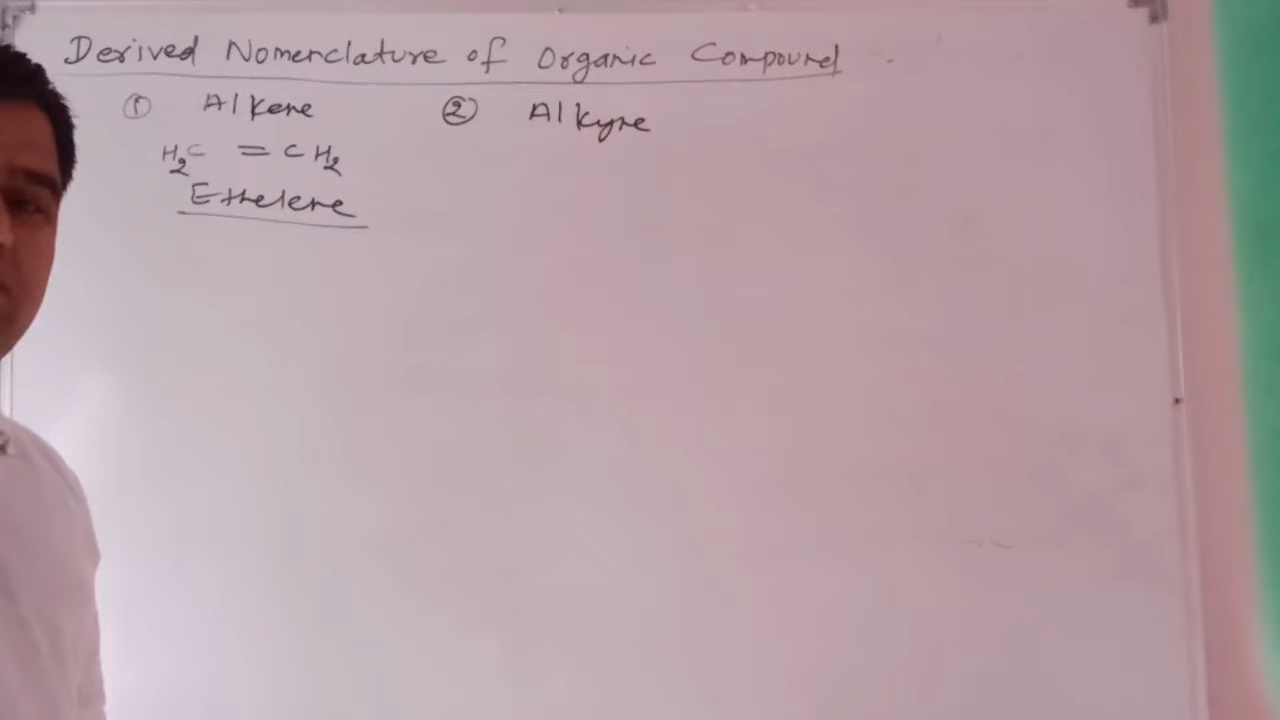 Derived Nomenclature of Organic Compound
① Alkene ② Alkyne
H₂C = CH₂
Ethelene